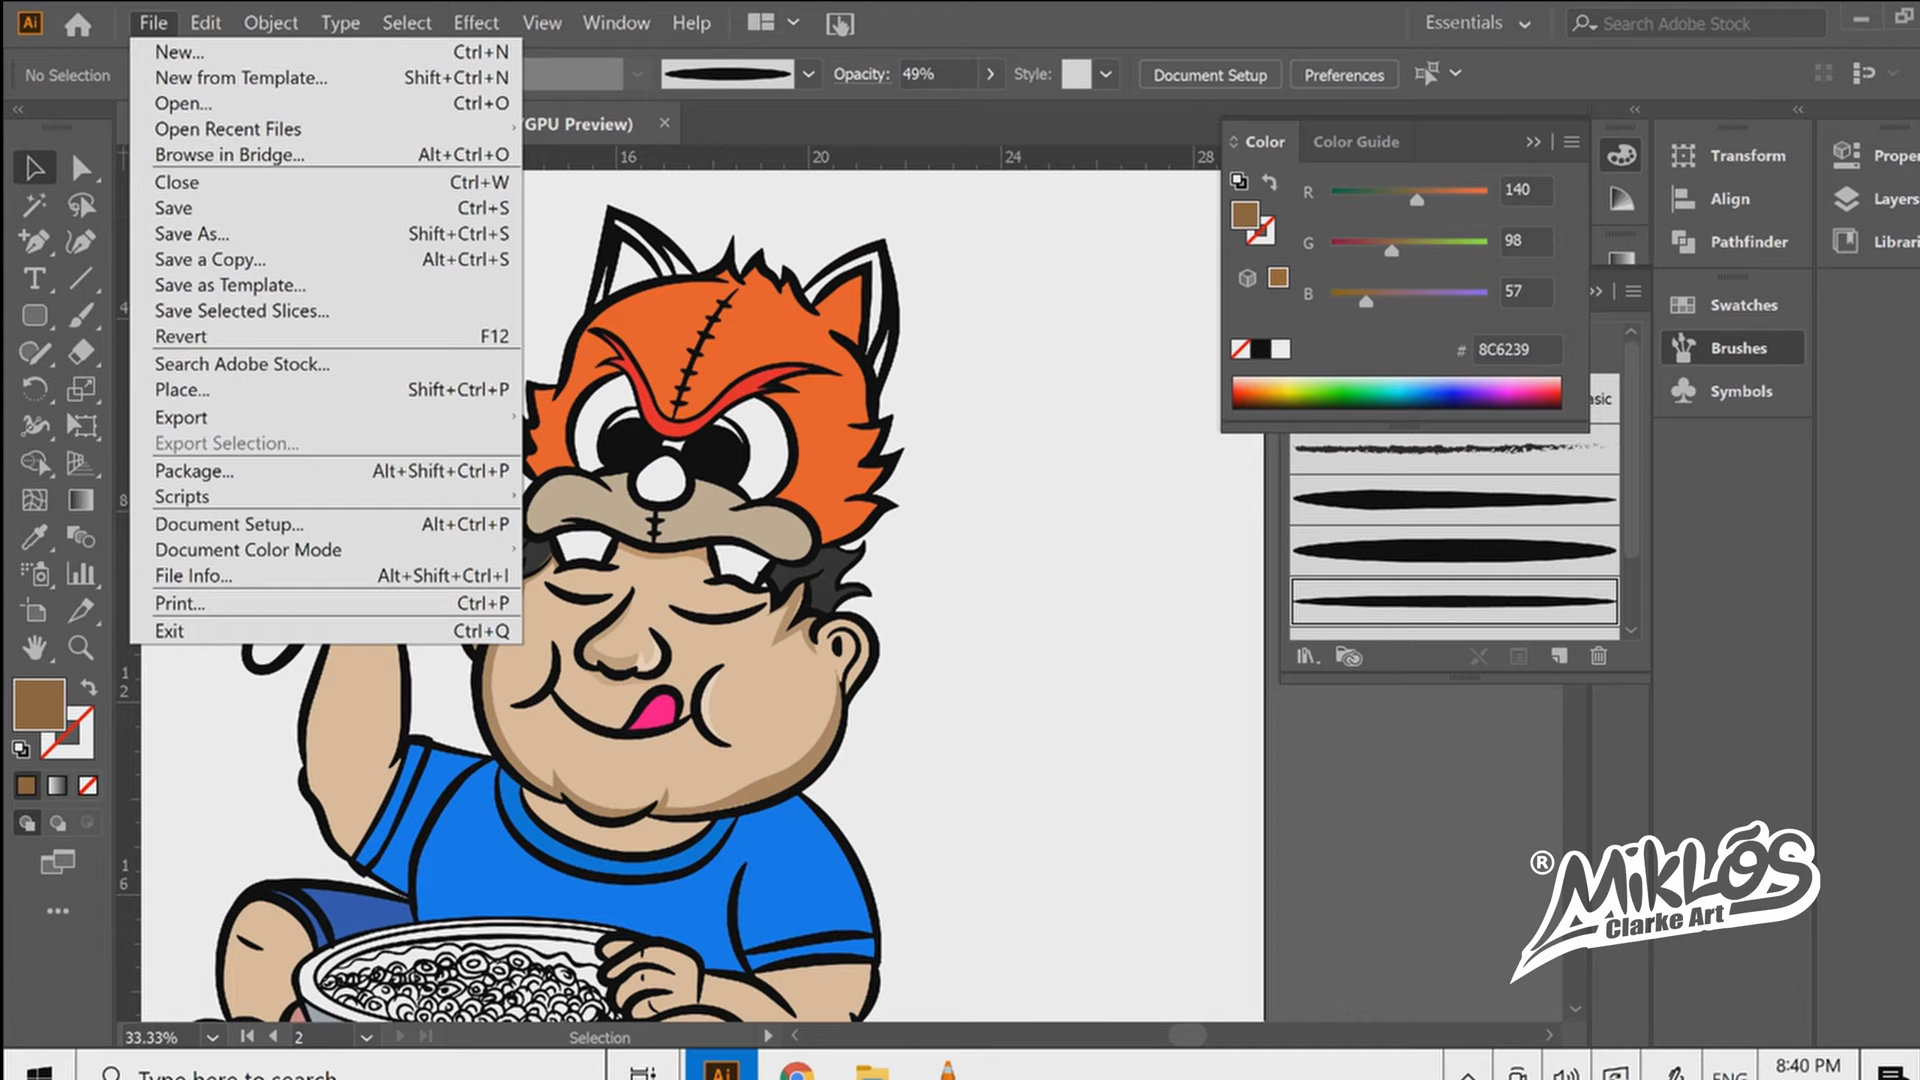 Ai File Edit Object Type Select Effect View Window Help Essentials Search Adobe Stock
No Selection Opacity: 49% Style: Document Setup Preferences
GPU Preview)
New... Ctrl+N
New from Template... Shift+Ctrl+N
Open... Ctrl+O
Open Recent Files
Browse in Bridge... Alt+Ctrl+O
Close Ctrl+W
Save Ctrl+S
Save As... Shift+Ctrl+S
Save a Copy... Alt+Ctrl+S
Save as Template...
Save Selected Slices...
Revert F12
Search Adobe Stock...
Place... Shift+Ctrl+P
Export
Export Selection...
Package... Alt+Shift+Ctrl+P
Scripts
Document Setup... Alt+Ctrl+P
Document Color Mode
File Info... Alt+Shift+Ctrl+I
Print... Ctrl+P
Exit Ctrl+Q
16 20 24 28
4
8
1
2
1
6
Color Color Guide
R 140
G 98
B 57
# 8C6239
asic
Transform
Align
Pathfinder
Swatches
Brushes
Symbols
Proper
Layers
Librari
® MiKLÓS
Clarke Art
33.33% 2 Selection
Type here to search
Ai
ENG
8:40 PM